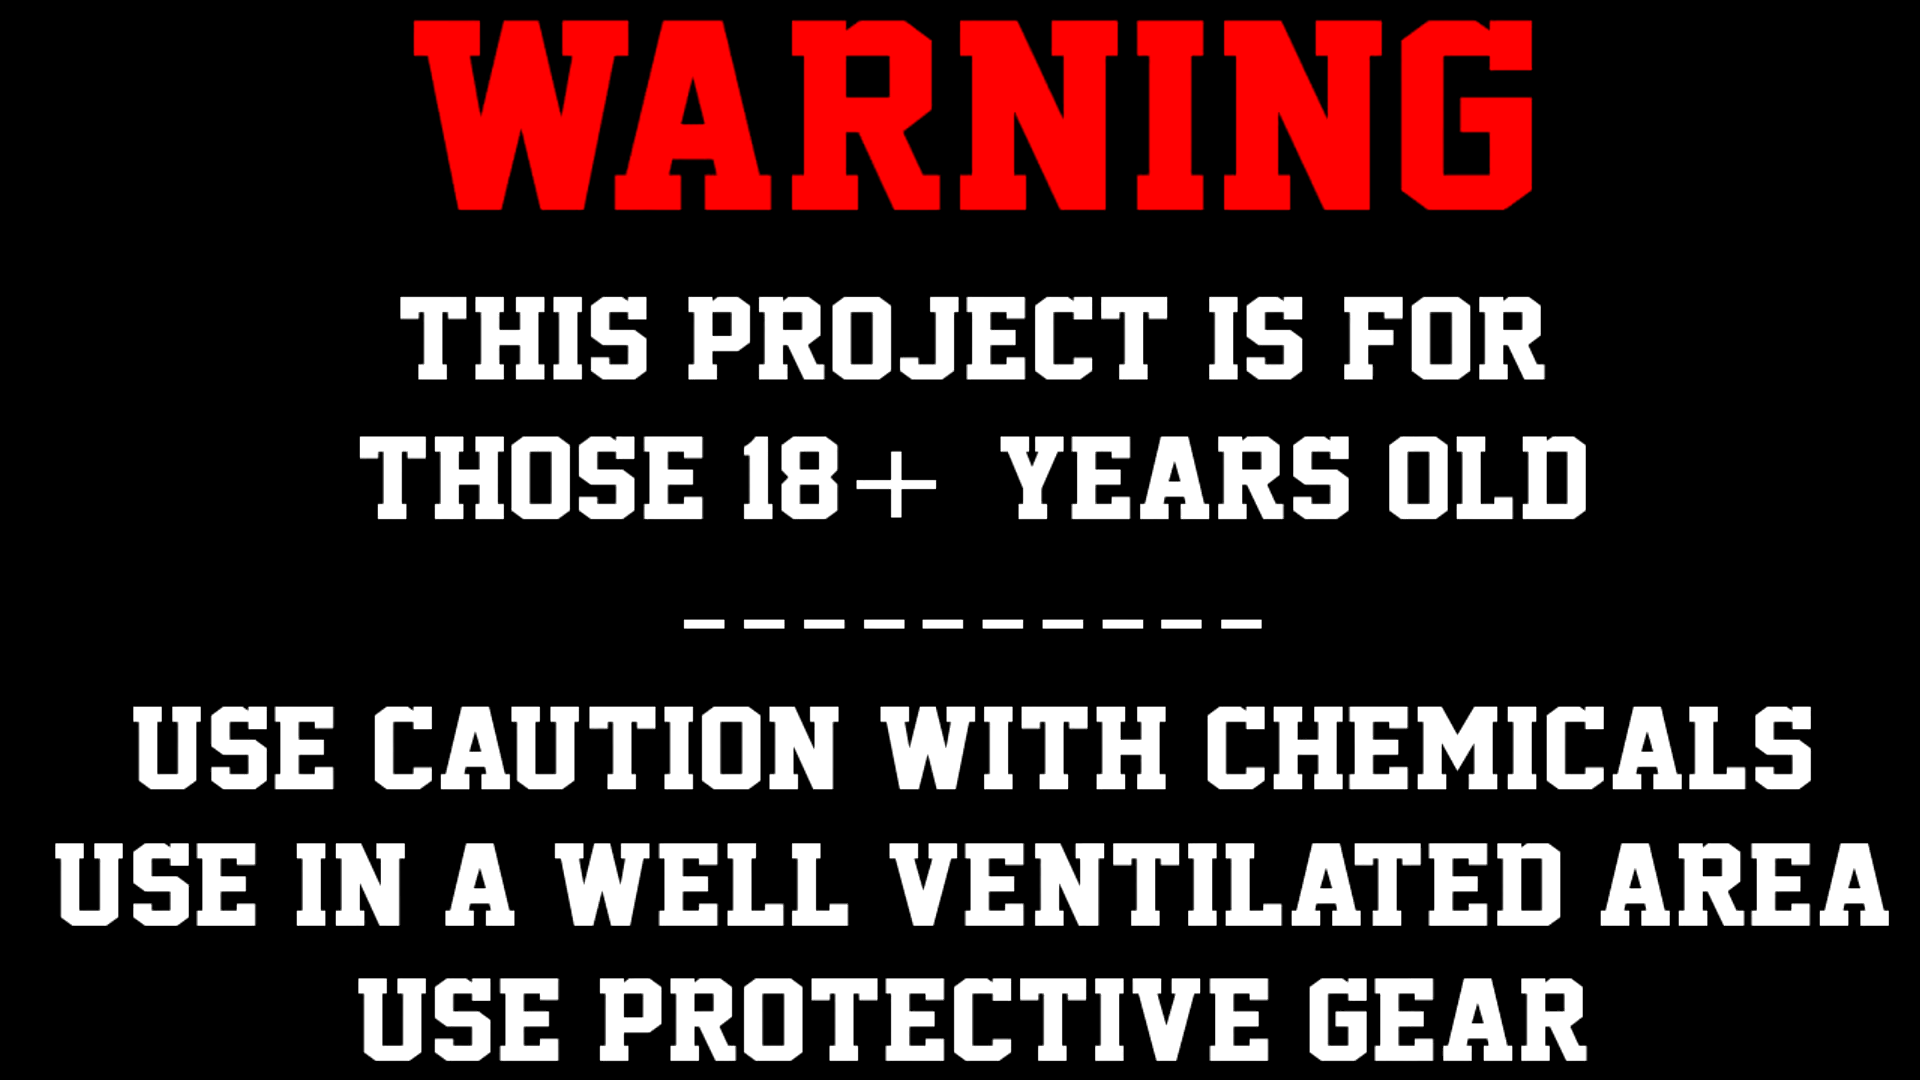 WARNING
THIS PROJECT IS FOR
THOSE 18+ YEARS OLD
----------
USE CAUTION WITH CHEMICALS
USE IN A WELL VENTILATED AREA
USE PROTECTIVE GEAR